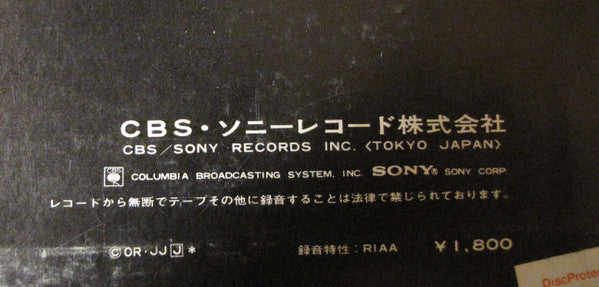 CBS・ソニーレコード株式会社
CBS/SONY RECORDS INC. 〈TOKYO JAPAN〉
CBS COLUMBIA BROADCASTING SYSTEM, INC. SONY® SONY CORP.
レコードから無断でテープその他に録音することは法律で禁じられております。
©OR・JJ J * 録音特性：RIAA ￥1,800
DiscProte